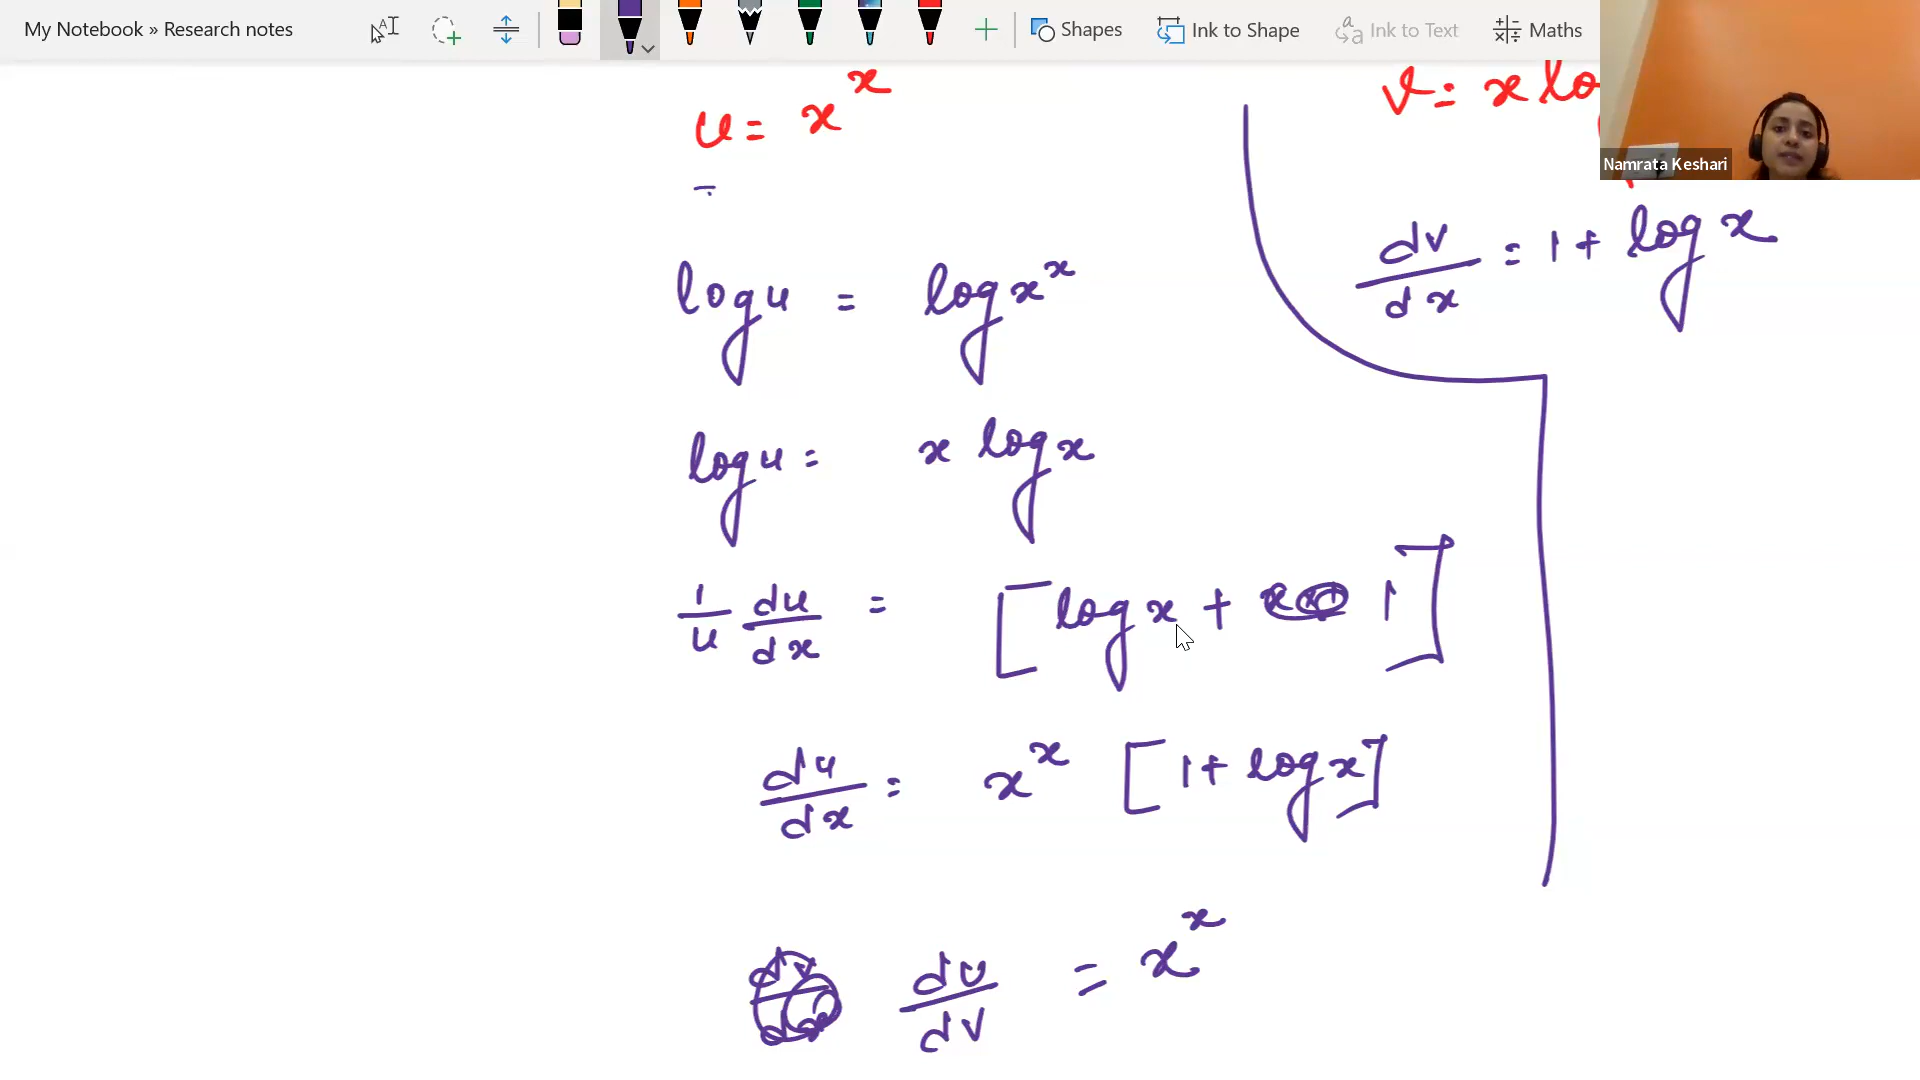 My Notebook » Research notes
Shapes
Ink to Shape
Ink to Text
Maths
Namrata Keshari
u = x^x
v = x lo
dv/dx = 1 + log x
log u = log x^x
log u = x log x
1/u du/dx = [log x + 1]
du/dx = x^x [1 + log x]
du/dv = x^x